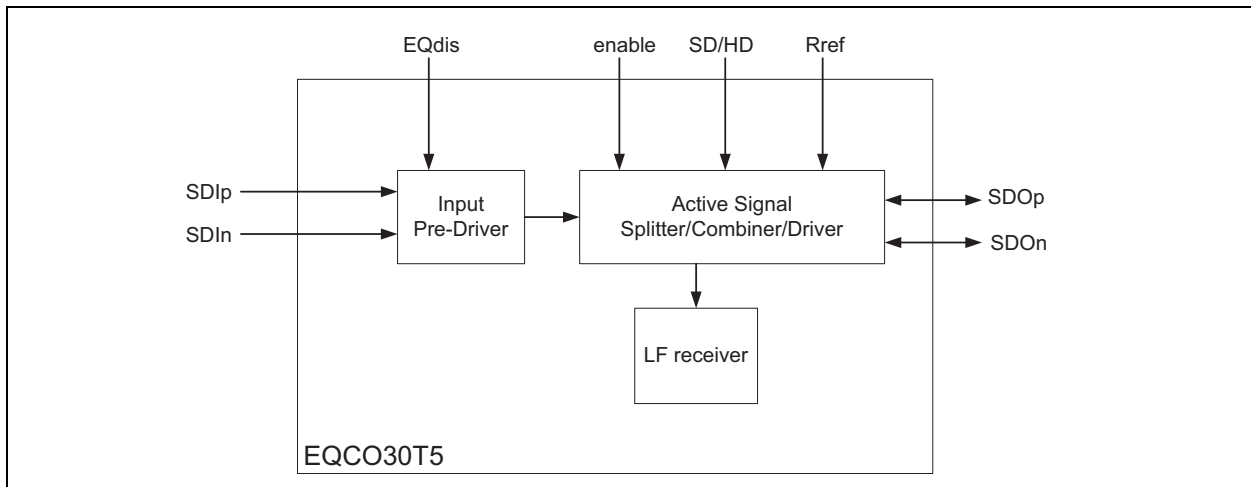 EQdis
enable
SD/HD
Rref
SDIp
SDIn
Input
Pre-Driver
Active Signal
Splitter/Combiner/Driver
SDOp
SDOn
LF receiver
EQCO30T5